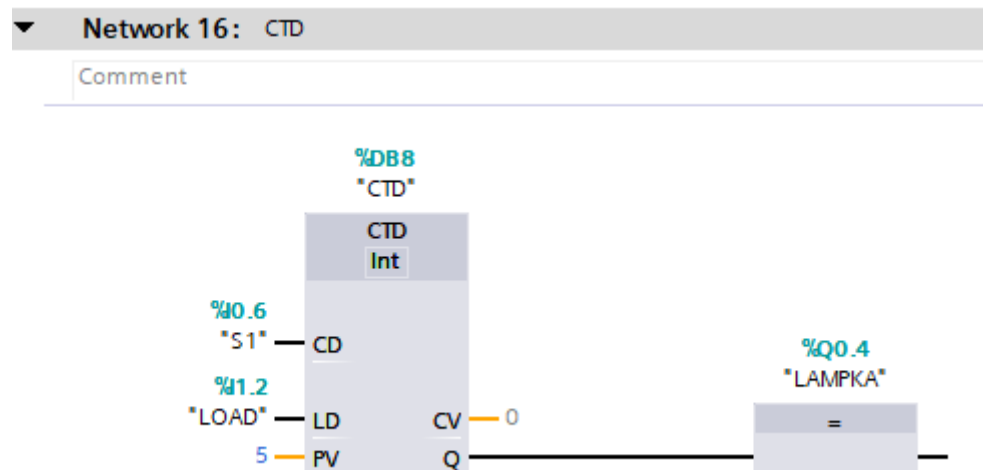 Network 16: CTD
Comment
%DB8
"CTD"
CTD
Int
%I0.6
"S1"
CD
%Q0.4
"LAMPKA"
%I1.2
"LOAD"
LD
CV
0
=
5
PV
Q